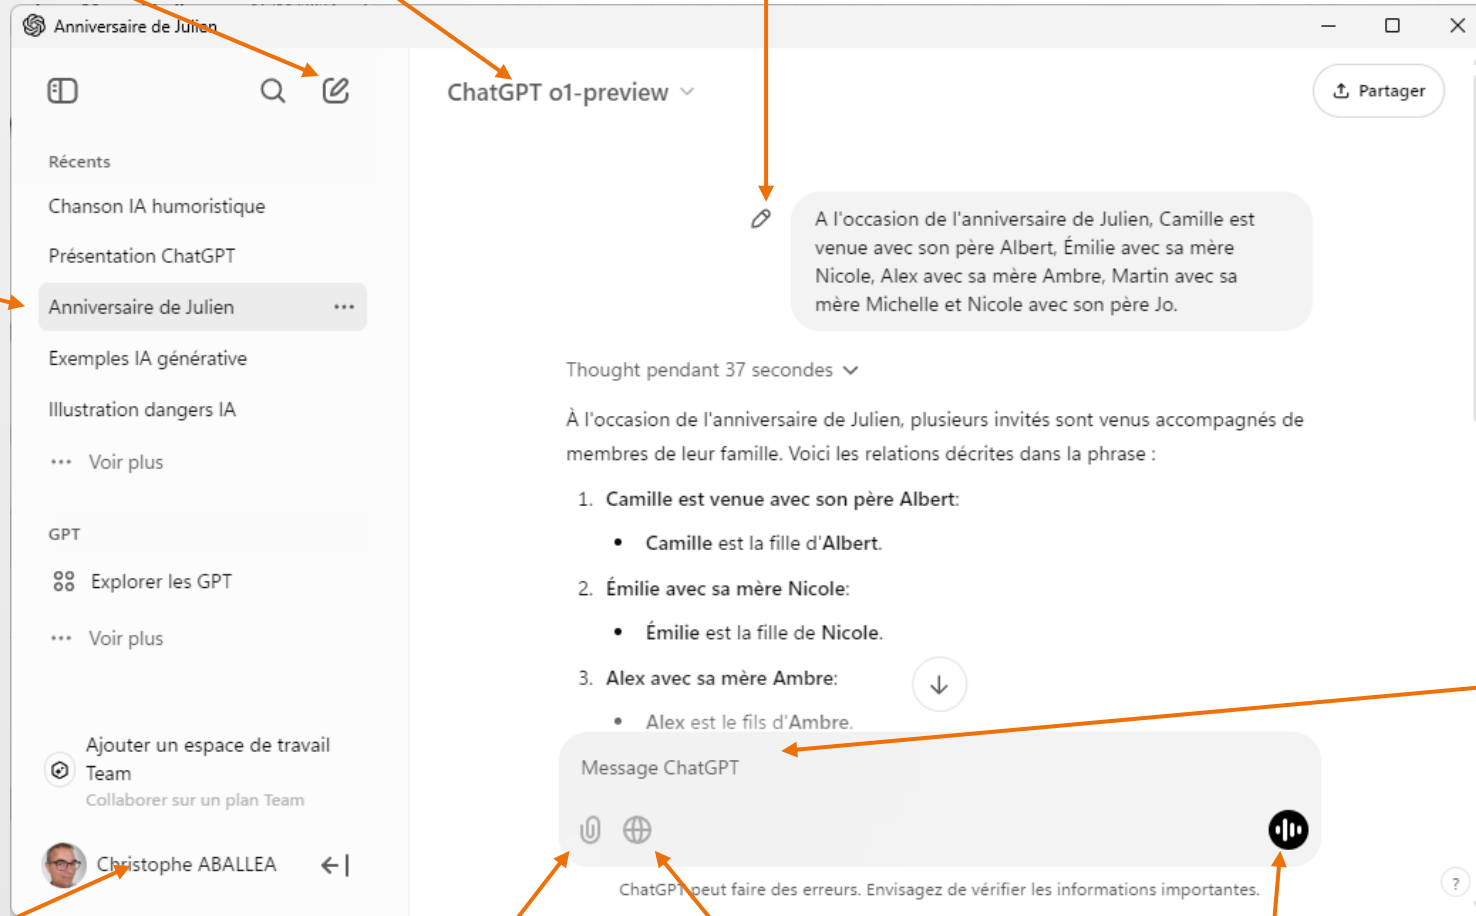 Anniversaire de Julien
ChatGPT o1-preview
Partager
Récents
Chanson IA humoristique
Présentation ChatGPT
Anniversaire de Julien
Exemples IA générative
Illustration dangers IA
Voir plus
GPT
Explorer les GPT
Voir plus
Ajouter un espace de travail
Team
Collaborer sur un plan Team
Christophe ABALLEA
A l'occasion de l'anniversaire de Julien, Camille est
venue avec son père Albert, Émilie avec sa mère
Nicole, Alex avec sa mère Ambre, Martin avec sa
mère Michelle et Nicole avec son père Jo.
Thought pendant 37 secondes
À l'occasion de l'anniversaire de Julien, plusieurs invités sont venus accompagnés de
membres de leur famille. Voici les relations décrites dans la phrase :
1. Camille est venue avec son père Albert:
• Camille est la fille d'Albert.
2. Émilie avec sa mère Nicole:
• Émilie est la fille de Nicole.
3. Alex avec sa mère Ambre:
• Alex est le fils d'Ambre.
Message ChatGPT
ChatGPT peut faire des erreurs. Envisagez de vérifier les informations importantes.
?